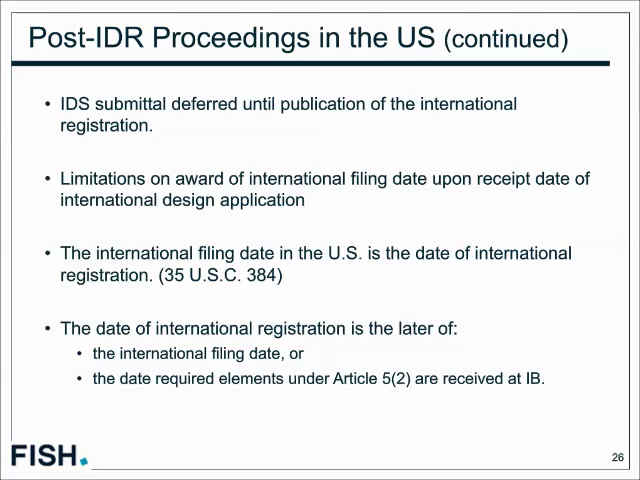 Post-IDR Proceedings in the US (continued)
• IDS submittal deferred until publication of the international
registration.
• Limitations on award of international filing date upon receipt date of
international design application
• The international filing date in the U.S. is the date of international
registration. (35 U.S.C. 384)
• The date of international registration is the later of:
• the international filing date, or
• the date required elements under Article 5(2) are received at IB.
FISH.
26